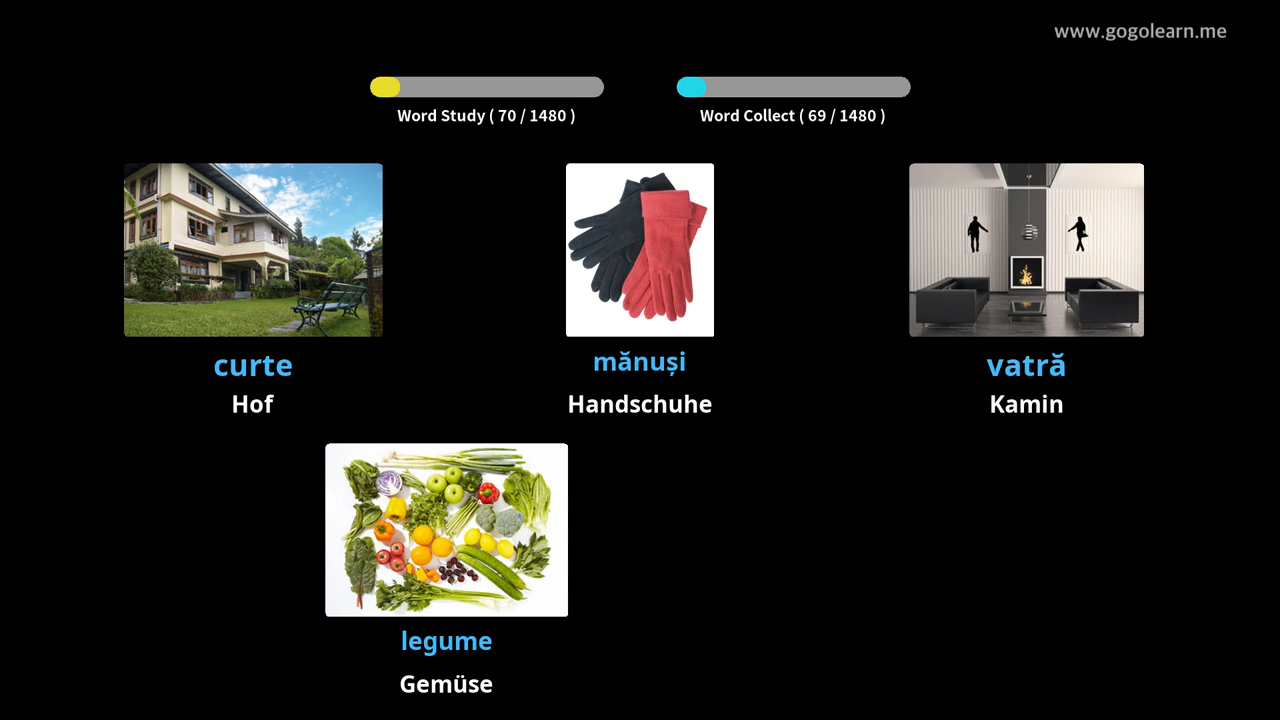 www.gogolearn.me
Word Study ( 70 / 1480 )
Word Collect ( 69 / 1480 )
curte
Hof
mănuși
Handschuhe
vatră
Kamin
legume
Gemüse